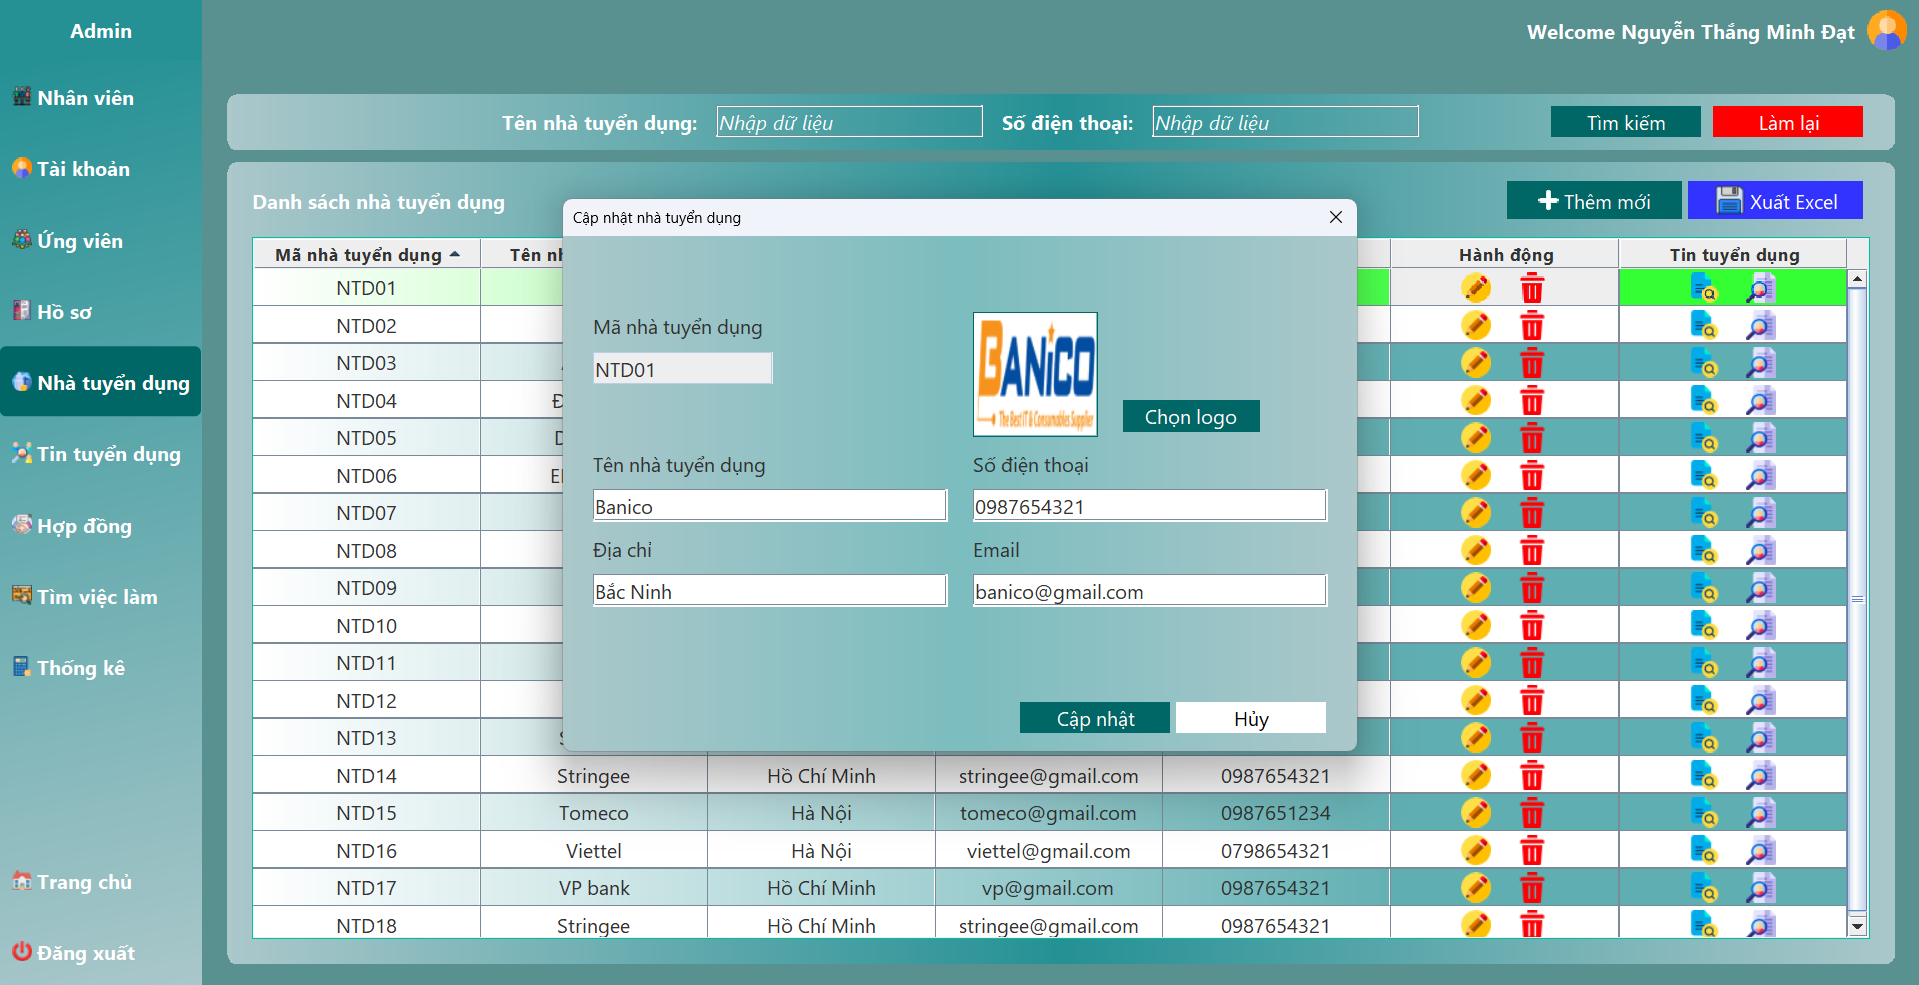 Admin
Welcome Nguyễn Thắng Minh Đạt
Nhân viên
Tài khoản
Ứng viên
Hồ sơ
Nhà tuyển dụng
Tin tuyển dụng
Hợp đồng
Tìm việc làm
Thống kê
Trang chủ
Đăng xuất
Tên nhà tuyển dụng: Nhập dữ liệu Số điện thoại: Nhập dữ liệu Tìm kiếm Làm lại
Danh sách nhà tuyển dụng Thêm mới Xuất Excel
Mã nhà tuyển dụng Tên Hành động Tin tuyển dụng
NTD01
NTD02
NTD03
NTD04
NTD05
NTD06
NTD07
NTD08
NTD09
NTD10
NTD11
NTD12
NTD13
NTD14 Stringee Hồ Chí Minh stringee@gmail.com 0987654321
NTD15 Tomeco Hà Nội tomeco@gmail.com 0987651234
NTD16 Viettel Hà Nội viettel@gmail.com 0798654321
NTD17 VP bank Hồ Chí Minh vp@gmail.com 0987654321
NTD18 Stringee Hồ Chí Minh stringee@gmail.com 0987654321
Cập nhật nhà tuyển dụng
Mã nhà tuyển dụng
NTD01
BANiCO
The Best IT & Consumables Supplier
Chọn logo
Tên nhà tuyển dụng Số điện thoại
Banico 0987654321
Địa chỉ Email
Bắc Ninh banico@gmail.com
Cập nhật Hủy